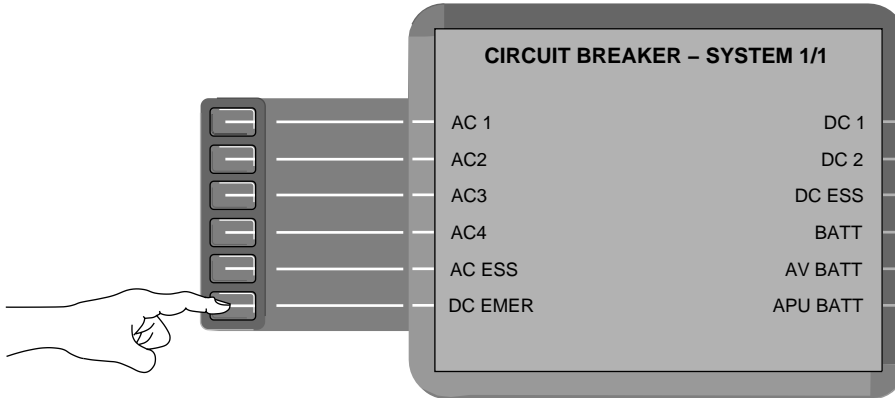 CIRCUIT BREAKER – SYSTEM 1/1
AC 1 DC 1
AC2 DC 2
AC3 DC ESS
AC4 BATT
AC ESS AV BATT
DC EMER APU BATT